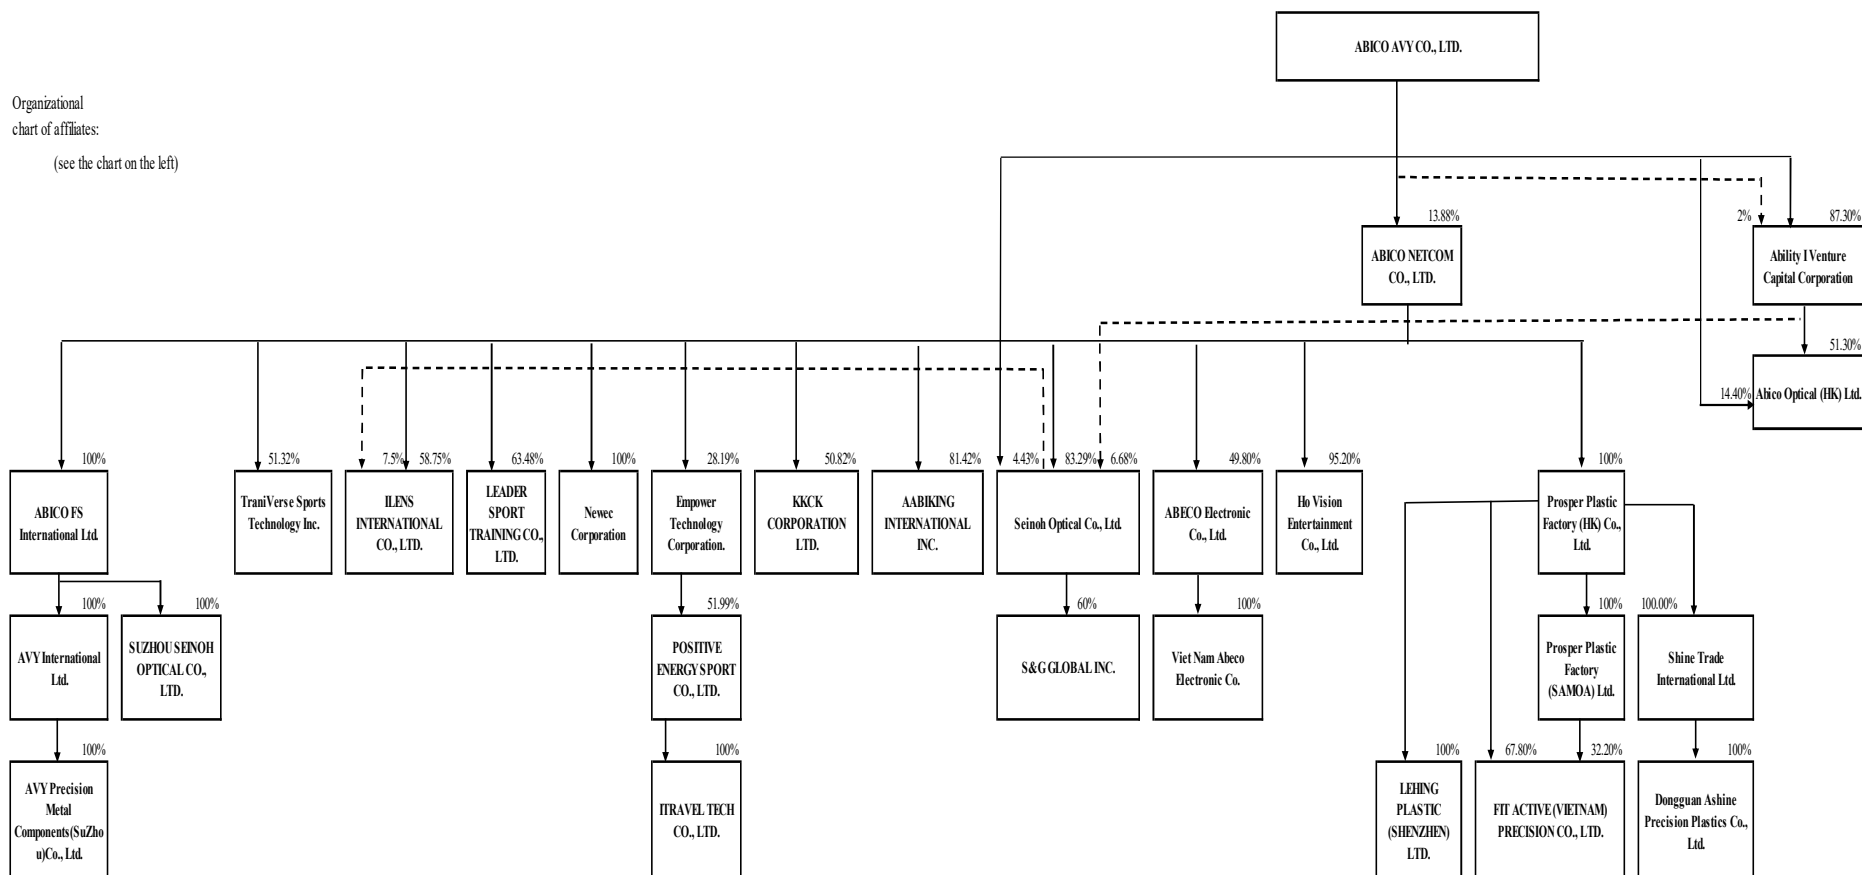 ABICO AVY CO., LTD.
Organizational
chart of affiliates:
(see the chart on the left)
13.88%
2%
87.30%
ABICO NETCOM
CO., LTD.
Ability I Venture
Capital Corporation
51.30%
14.40%
Abico Optical (HK) Ltd.
100%
51.32%
7.5%
58.75%
63.48%
100%
28.19%
50.82%
81.42%
4.43%
83.29%
6.68%
49.80%
95.20%
100%
ABICO FS
International Ltd.
TraniVerse Sports
Technology Inc.
ILENS
INTERNATIONAL
CO., LTD.
LEADER
SPORT
TRAINING CO.,
LTD.
Newec
Corporation
Empower
Technology
Corporation.
KKCK
CORPORATION
LTD.
AABIKING
INTERNATIONAL
INC.
Seinoh Optical Co., Ltd.
ABECO Electronic
Co., Ltd.
Ho Vision
Entertainment
Co., Ltd.
Prosper Plastic
Factory (HK) Co.,
Ltd.
100%
100%
51.99%
60%
100%
100%
100.00%
AVY International
Ltd.
SUZHOU SEINOH
OPTICAL CO.,
LTD.
POSITIVE
ENERGY SPORT
CO., LTD.
S&G GLOBAL INC.
Viet Nam Abeco
Electronic Co.
Prosper Plastic
Factory
(SAMOA) Ltd.
Shine Trade
International Ltd.
100%
100%
100%
67.80%
32.20%
100%
AVY Precision
Metal
Components(SuZho
u)Co., Ltd.
ITRAVEL TECH
CO., LTD.
LEHING
PLASTIC
(SHENZHEN)
LTD.
FIT ACTIVE (VIETNAM)
PRECISION CO., LTD.
Dongguan Ashine
Precision Plastics Co.,
Ltd.